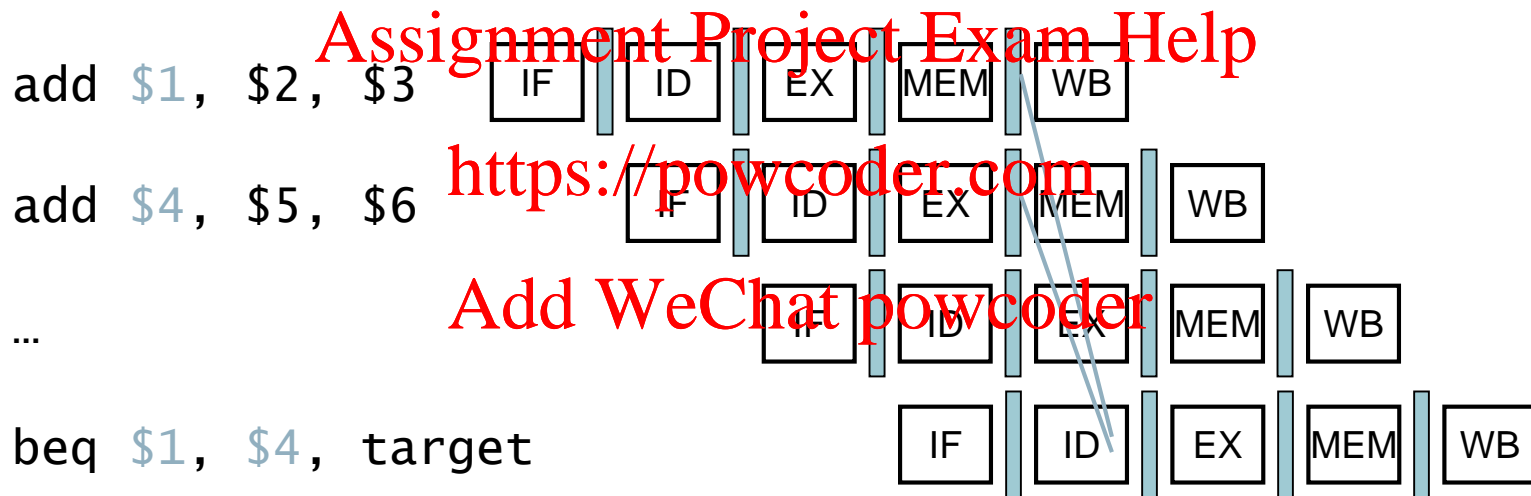 Assignment Project Exam Help
add $1, $2, $3 IF ID EX MEM WB
https://powcoder.com
add $4, $5, $6 IF ID EX MEM WB
Add WeChat powcoder
… IF ID EX MEM WB
beq $1, $4, target IF ID EX MEM WB